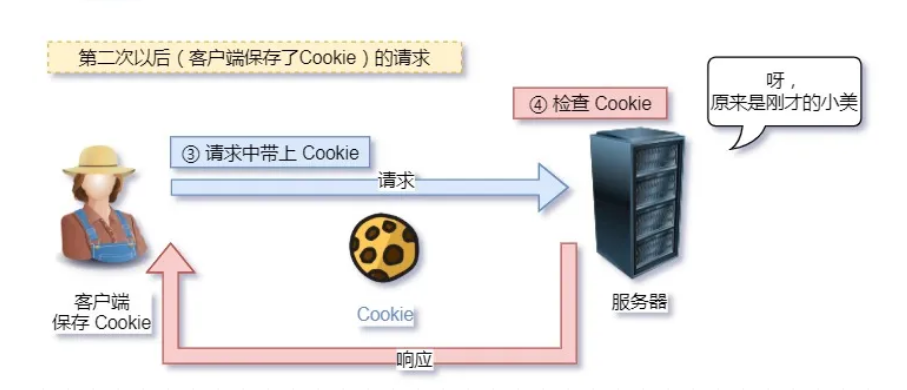 第二次以后（客户端保存了Cookie）的请求
呀，
原来是刚才的小美
④ 检查 Cookie
③ 请求中带上 Cookie
请求
客户端
保存 Cookie
Cookie
服务器
响应